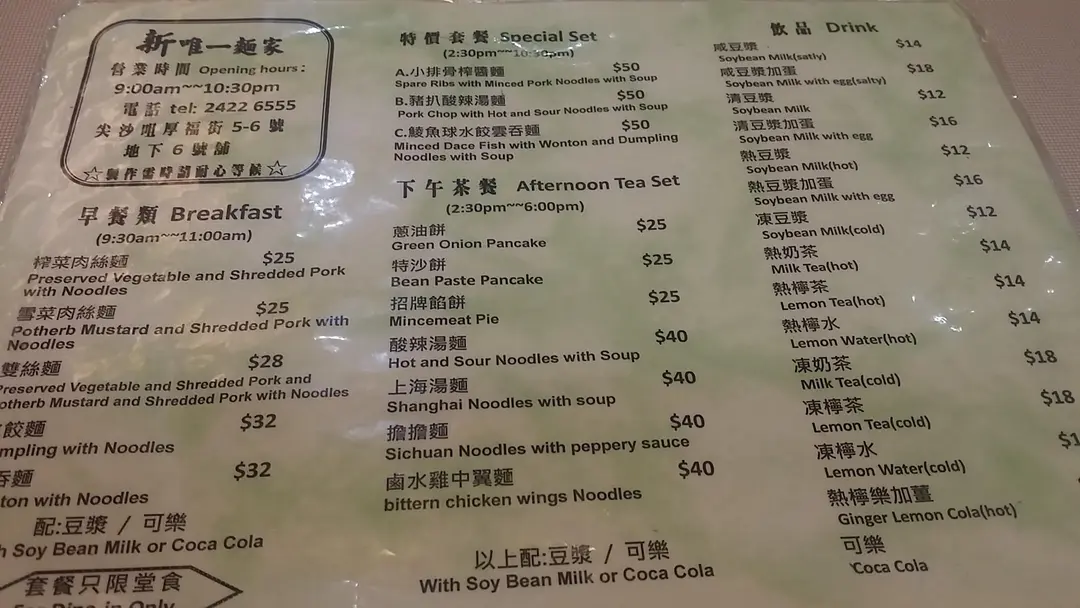 新唯一麵家
營業時間 Opening hours:
9:00am~~10:30pm
電話 tel: 2422 6555
尖沙咀厚福街 5-6 號
地下 6 號舖
☆製作需時請耐心等候☆
早餐類 Breakfast
(9:30am~~11:00am)
榨菜肉絲麵 $25
Preserved Vegetable and Shredded Pork
with Noodles
雪菜肉絲麵 $25
Potherb Mustard and Shredded Pork with
Noodles
雙絲麵 $28
Preserved Vegetable and Shredded Pork and
otherb Mustard and Shredded Pork with Noodles
餃麵 $32
mpling with Noodles
吞麵 $32
ton with Noodles
配:豆漿 / 可樂
h Soy Bean Milk or Coca Cola
套餐只限堂食
For Dine-in Only
特價套餐 Special Set
(2:30pm~~10:30pm)
A.小排骨榨醬麵 $50
Spare Ribs with Minced Pork Noodles with Soup
B.豬扒酸辣湯麵 $50
Pork Chop with Hot and Sour Noodles with Soup
C.鯪魚球水餃雲吞麵 $50
Minced Dace Fish with Wonton and Dumpling
Noodles with Soup
下午茶餐 Afternoon Tea Set
(2:30pm~~6:00pm)
蔥油餅 $25
Green Onion Pancake
特沙餅 $25
Bean Paste Pancake
招牌餡餅 $25
Mincemeat Pie
酸辣湯麵 $40
Hot and Sour Noodles with Soup
上海湯麵 $40
Shanghai Noodles with soup
擔擔麵 $40
Sichuan Noodles with peppery sauce
鹵水雞中翼麵 $40
bittern chicken wings Noodles
以上配:豆漿 / 可樂
With Soy Bean Milk or Coca Cola
飲品 Drink
咸豆漿 $14
Soybean Milk(satly)
咸豆漿加蛋 $18
Soybean Milk with egg(salty)
清豆漿 $12
Soybean Milk
清豆漿加蛋 $16
Soybean Milk with egg
熱豆漿 $12
Soybean Milk(hot)
熱豆漿加蛋 $16
Soybean Milk with egg
凍豆漿 $12
Soybean Milk(cold)
熱奶茶 $14
Milk Tea(hot)
熱檸茶 $14
Lemon Tea(hot)
熱檸水 $14
Lemon Water(hot)
凍奶茶 $18
Milk Tea(cold)
凍檸茶 $18
Lemon Tea(cold)
凍檸水
Lemon Water(cold)
熱檸樂加薑
Ginger Lemon Cola(hot)
可樂
Coca Cola